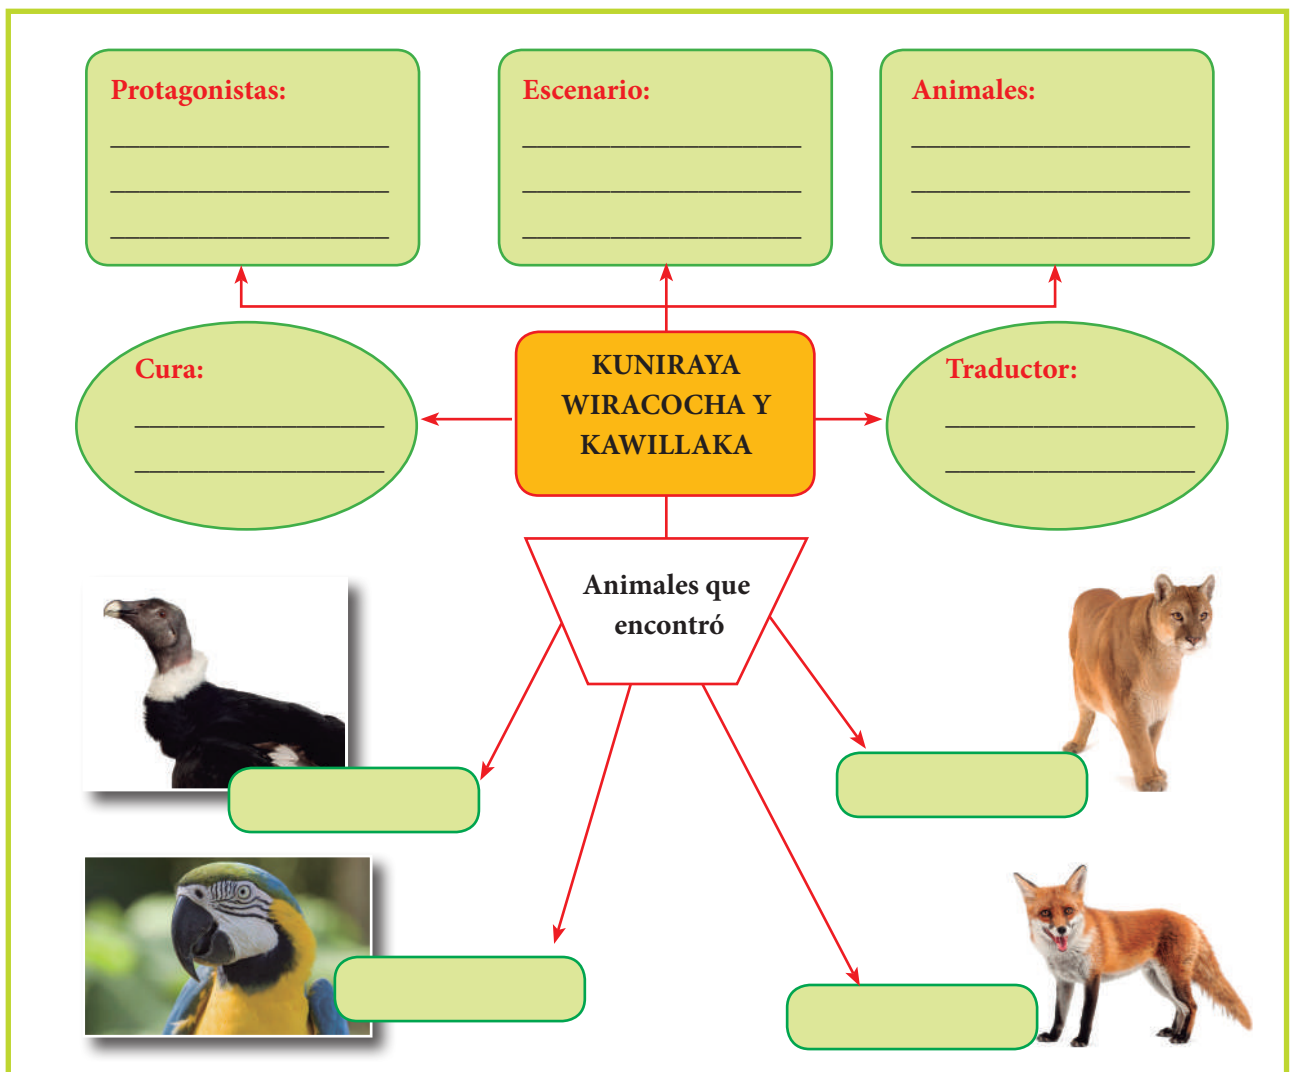 Protagonistas:
Escenario:
Animales:
Cura:
KUNIRAYA
WIRACOCHA Y
KAWILLAKA
Traductor:
Animales que
encontró